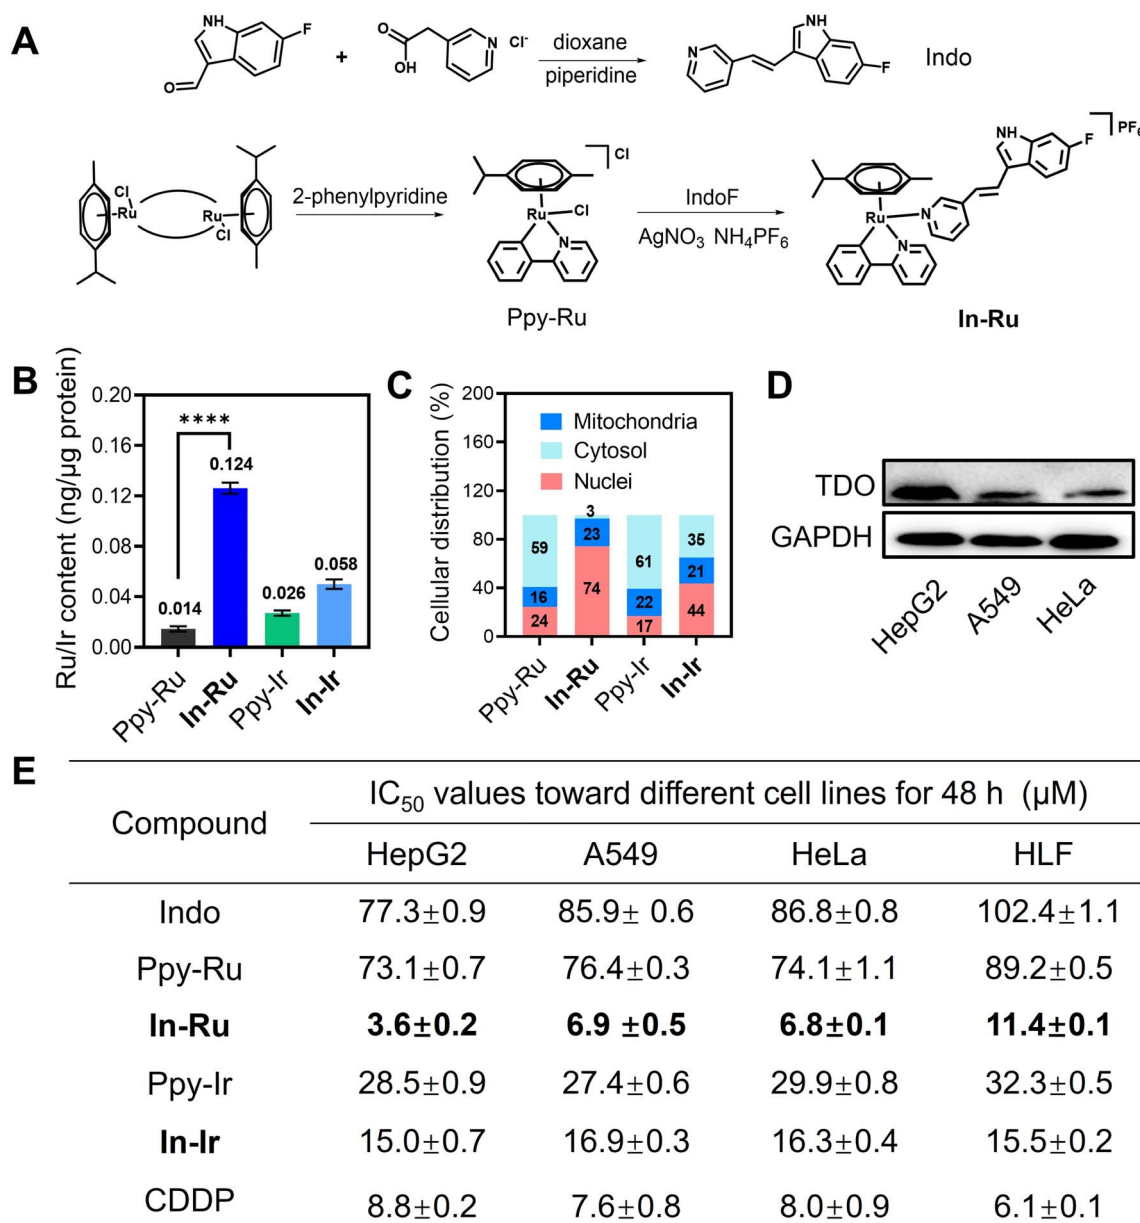 A
NH
F
O
+
O
OH
N
Cl-
dioxane
piperidine
N
NH
F
Indo
Cl
Ru
Ru
Cl
2-phenylpyridine
Cl
Ru
Cl
N
Ppy-Ru
IndoF
AgNO3 NH4PF6
NH
F
PF6
Ru
N
N
In-Ru
B
Ru/Ir content (ng/µg protein)
0.20
0.16
0.12
0.08
0.04
0.00
****
0.014
0.124
0.026
0.058
Ppy-Ru
In-Ru
Ppy-Ir
In-Ir
C
Cellular distribution (%)
200
160
120
80
40
0
Mitochondria
Cytosol
Nuclei
59
16
24
3
23
74
61
22
17
35
21
44
Ppy-Ru
In-Ru
Ppy-Ir
In-Ir
D
TDO
GAPDH
HepG2
A549
HeLa
E
Compound
IC50 values toward different cell lines for 48 h (µM)
HepG2 A549 HeLa HLF
Indo 77.3±0.9 85.9± 0.6 86.8±0.8 102.4±1.1
Ppy-Ru 73.1±0.7 76.4±0.3 74.1±1.1 89.2±0.5
In-Ru 3.6±0.2 6.9 ±0.5 6.8±0.1 11.4±0.1
Ppy-Ir 28.5±0.9 27.4±0.6 29.9±0.8 32.3±0.5
In-Ir 15.0±0.7 16.9±0.3 16.3±0.4 15.5±0.2
CDDP 8.8±0.2 7.6±0.8 8.0±0.9 6.1±0.1